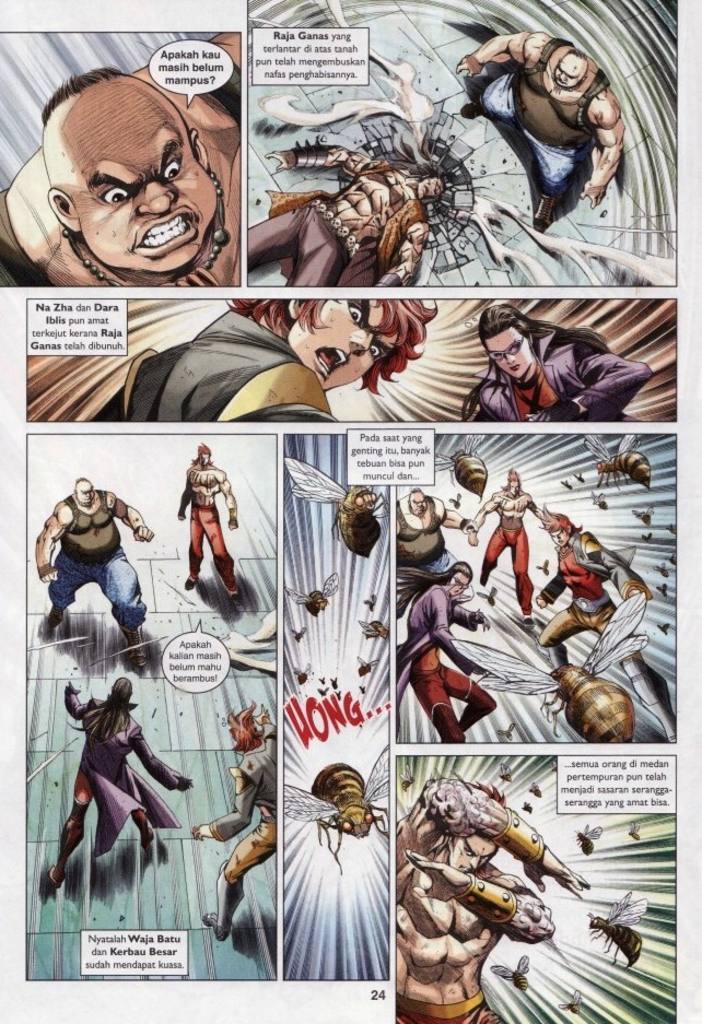 Apakah kau
masih belum
mampus?
Raja Ganas yang
terlantar di atas tanah
pun telah mengembuskan
nafas penghabisannya.
Na Zha dan Dara
Iblis pun amat
terkejut kerana Raja
Ganas telah dibunuh.
Apakah
kalian masih
belum mahu
berambus!
Nyatalah Waja Batu
dan Kerbau Besar
sudah mendapat kuasa.
Pada saat yang
genting itu, banyak
tebuan bisa pun
muncul dan...
UONG...
...semua orang di medan
pertempuran pun telah
menjadi sasaran serangga-
serangga yang amat bisa.
24